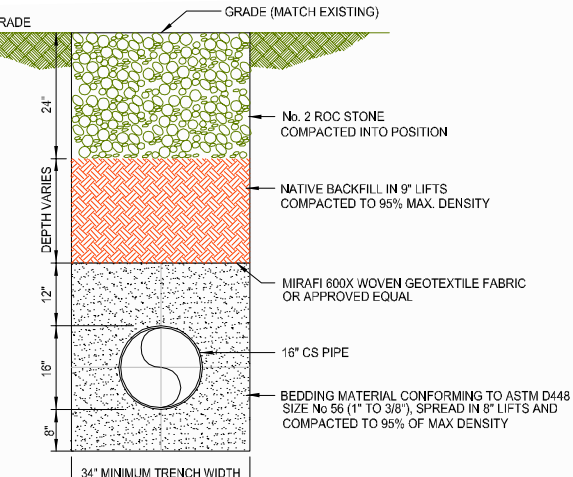 RADE
GRADE (MATCH EXISTING)
24"
No. 2 ROC STONE
COMPACTED INTO POSITION
DEPTH VARIES
NATIVE BACKFILL IN 9" LIFTS
COMPACTED TO 95% MAX. DENSITY
12"
MIRAFI 600X WOVEN GEOTEXTILE FABRIC
OR APPROVED EQUAL
16"
16" CS PIPE
8"
BEDDING MATERIAL CONFORMING TO ASTM D448
SIZE No 56 (1" TO 3/8"), SPREAD IN 8" LIFTS AND
COMPACTED TO 95% OF MAX DENSITY
34" MINIMUM TRENCH WIDTH